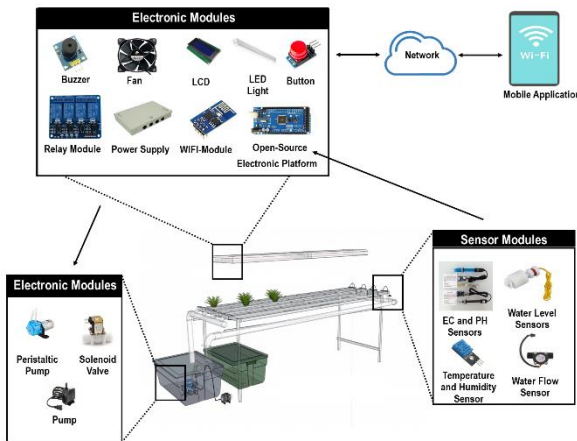 Electronic Modules
Buzzer
Fan
LCD
LED
Light
Button
Relay Module
Power Supply
WIFI-Module
Open-Source
Electronic Platform
Network
Wi-Fi
Mobile Application
Sensor Modules
EC and PH
Sensors
Water Level
Sensors
Temperature
and Humidity
Sensor
Water Flow
Sensor
Electronic Modules
Peristaltic
Pump
Solenoid
Valve
Pump